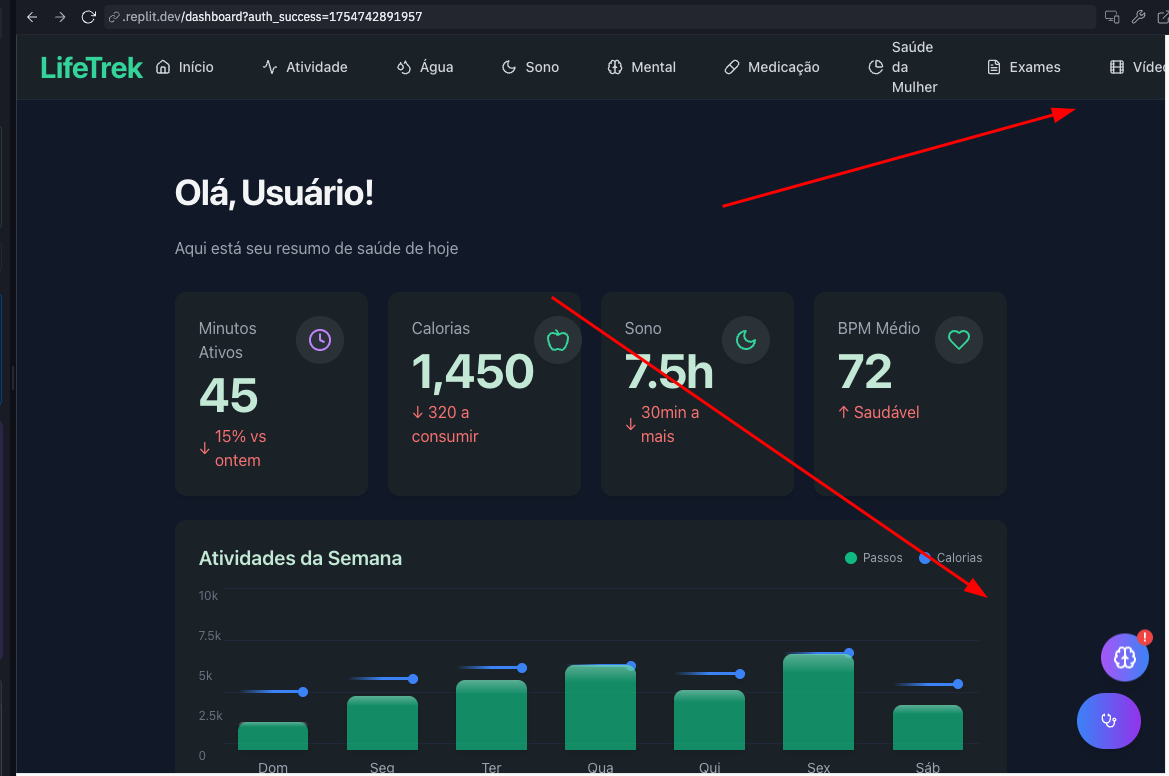 .replit.dev/dashboard?auth_success=1754742891957
LifeTrek
Início
Atividade
Água
Sono
Mental
Medicação
Saúde
da
Mulher
Exames
Olá, Usuário!
Aqui está seu resumo de saúde de hoje
Minutos
Ativos
45
15% vs
ontem
Calorias
1,450
320 a
consumir
Sono
7.5h
30min a
mais
BPM Médio
72
Saudável
Atividades da Semana
Passos
Calorias
10k
7.5k
5k
2.5k
0
Dom
Seg
Ter
Qua
Qui
Sex
Sáb
!